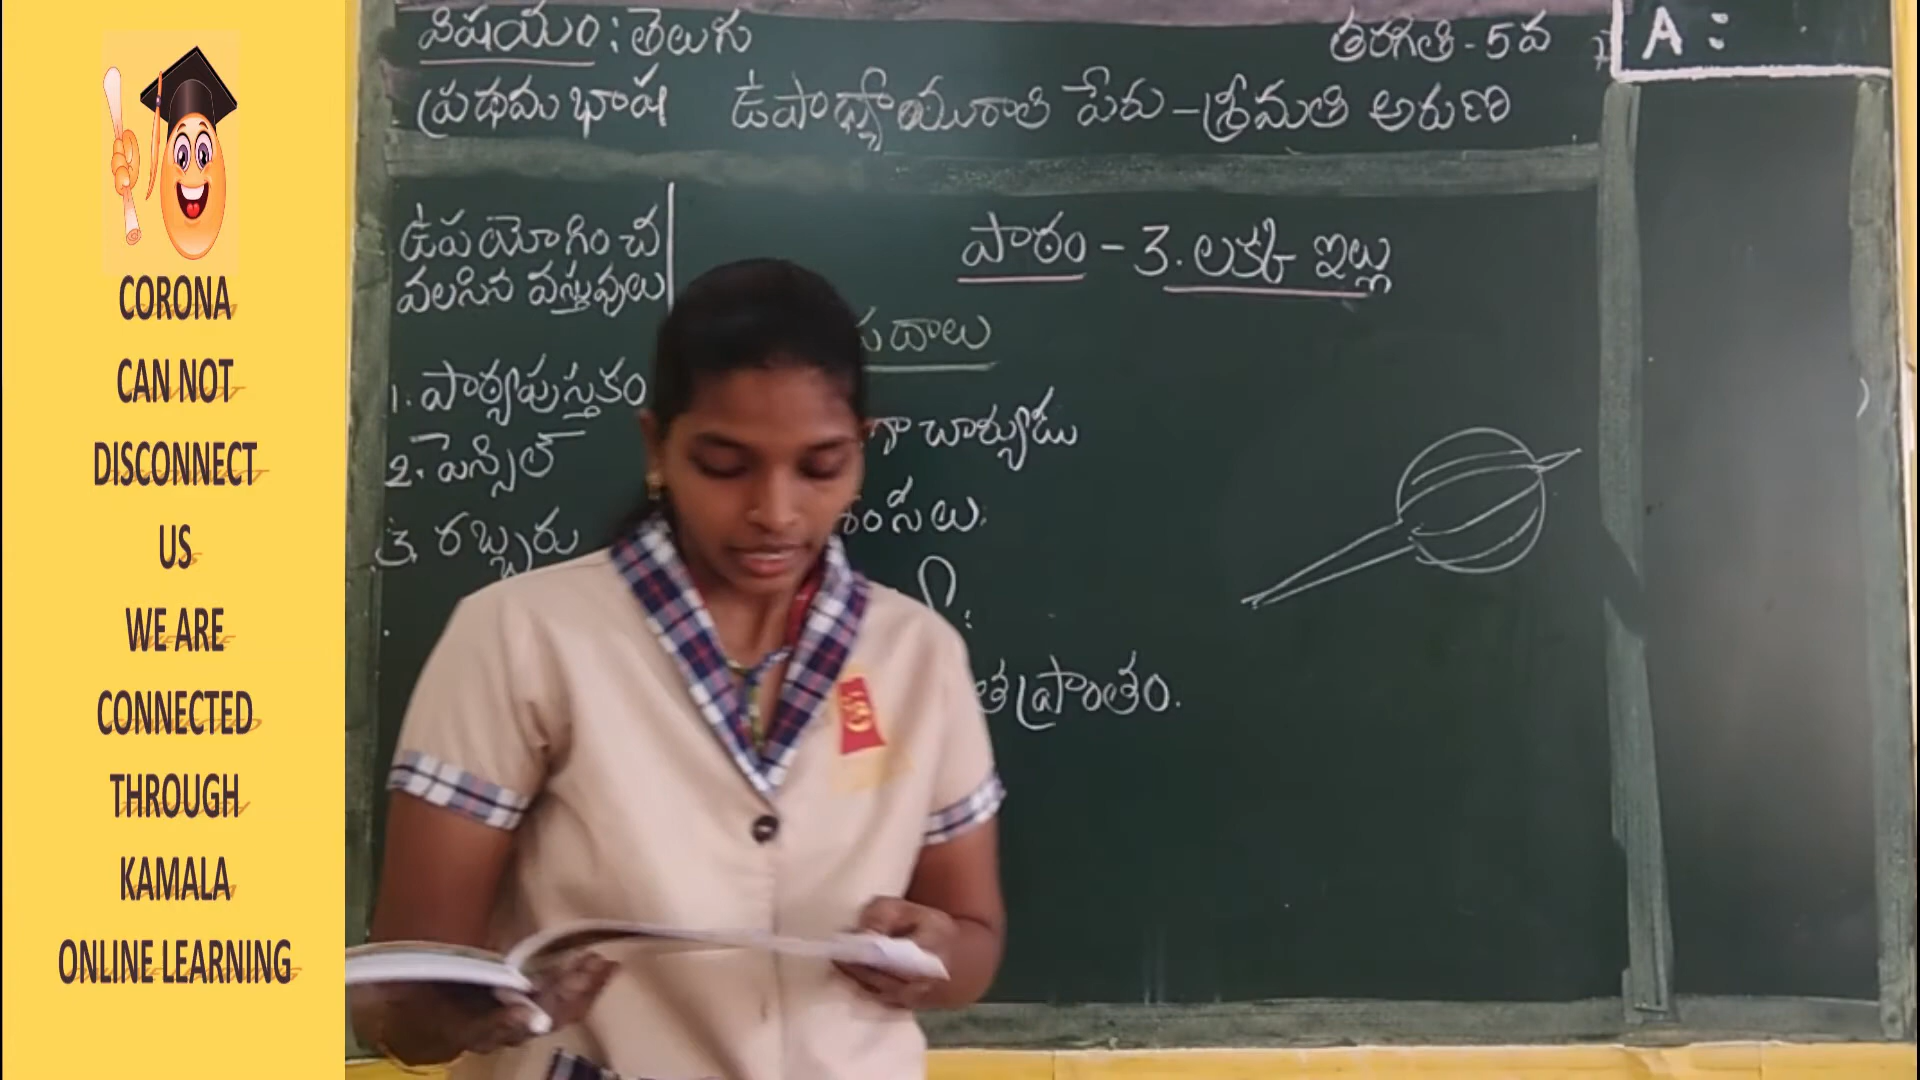 CORONA
CAN NOT
DISCONNECT
US
WE ARE
CONNECTED
THROUGH
KAMALA
ONLINE LEARNING
విషయం : తెలుగు
తరగతి - 5వ
A :
ప్రథమ భాష ఉపాధ్యాయురాలి పేరు - శ్రీమతి అరుణ
ఉపయోగించి
వలసిన వస్తువులు
1. పాఠ్యపుస్తకం
2. పెన్సిల్
3. రబ్బరు
పాఠం - 3. లక్క ఇల్లు
పదాలు
ప్రాంతం.